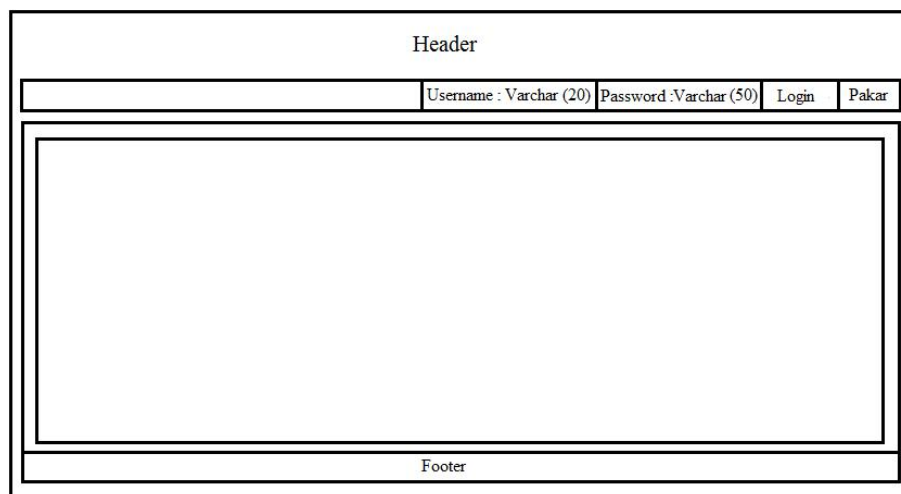 Header
Username : Varchar (20) Password :Varchar (50) Login Pakar
Footer